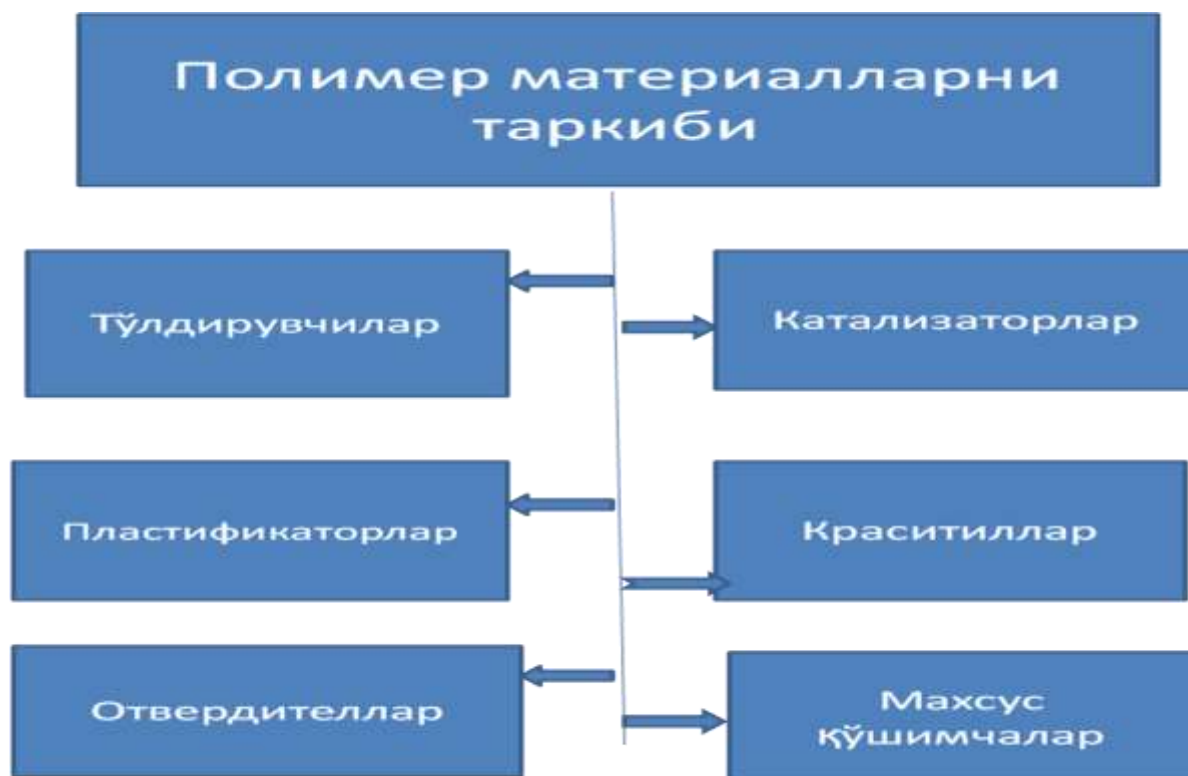 Полимер материалларни
таркиби
Тўлдирувчилар
Катализаторлар
Пластификаторлар
Краситиллар
Отвердителлар
Махсус
қўшимчалар